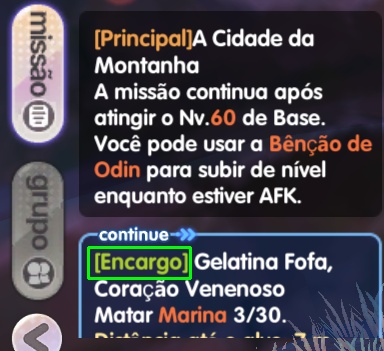 missão
grupo
[Principal]A Cidade da
Montanha
A missão continua após
atingir o Nv.60 de Base.
Você pode usar a Bênção de
Odin para subir de nível
enquanto estiver AFK.
continue
[Encargo] Gelatina Fofa,
Coração Venenoso
Matar Marina 3/30.